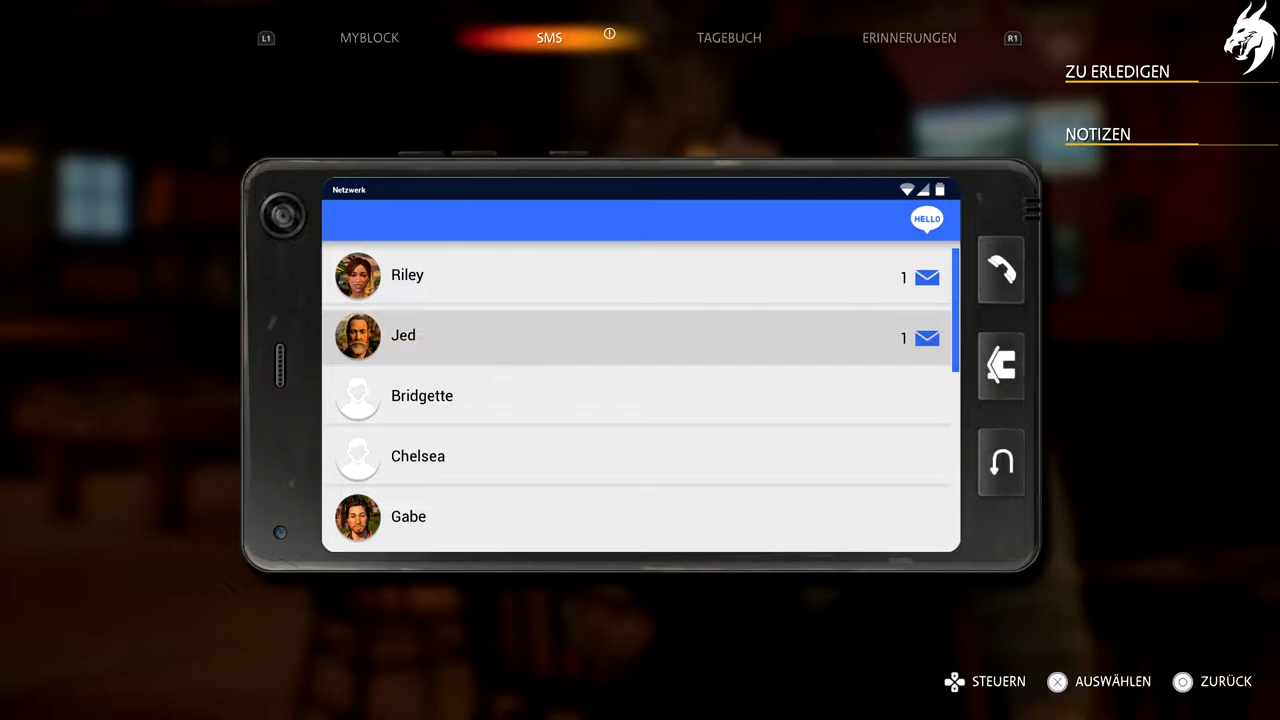 L1
MYBLOCK
SMS
TAGEBUCH
ERINNERUNGEN
R1
ZU ERLEDIGEN
NOTIZEN
Netzwerk
HELLO
Riley
1
Jed
1
Bridgette
Chelsea
Gabe
STEUERN
AUSWÄHLEN
ZURÜCK